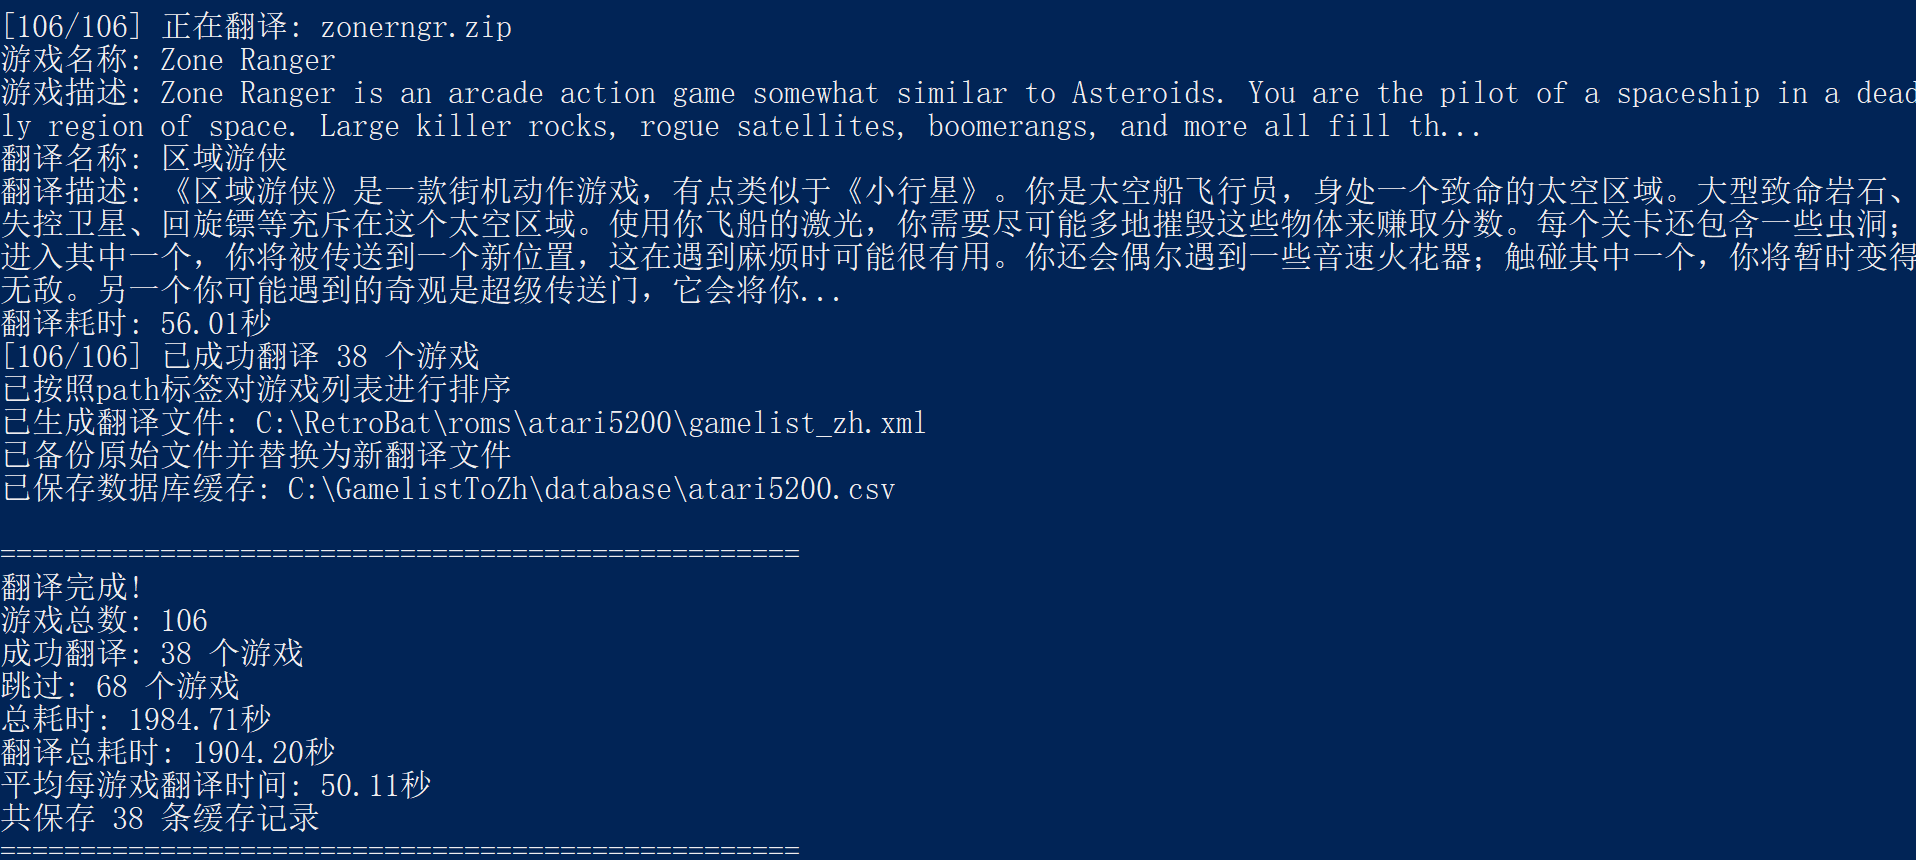 [106/106] 正在翻译: zonerngr.zip
游戏名称: Zone Ranger
游戏描述: Zone Ranger is an arcade action game somewhat similar to Asteroids. You are the pilot of a spaceship in a dead
ly region of space. Large killer rocks, rogue satellites, boomerangs, and more all fill th...
翻译名称: 区域游侠
翻译描述: 《区域游侠》是一款街机动作游戏，有点类似于《小行星》。你是太空船飞行员，身处一个致命的太空区域。大型致命岩石、
失控卫星、回旋镖等充斥在这个太空区域。使用你飞船的激光，你需要尽可能多地摧毁这些物体来赚取分数。每个关卡还包含一些虫洞；
进入其中一个，你将被传送到一个新位置，这在遇到麻烦时可能很有用。你还会偶尔遇到一些音速火花器；触碰其中一个，你将暂时变得
无敌。另一个你可能遇到的奇观是超级传送门，它会将你...
翻译耗时: 56.01秒
[106/106] 已成功翻译 38 个游戏
已按照path标签对游戏列表进行排序
已生成翻译文件: C:\RetroBat\roms\atari5200\gamelist_zh.xml
已备份原始文件并替换为新翻译文件
已保存数据库缓存: C:\GamelistToZh\database\atari5200.csv
==================================================
翻译完成!
游戏总数: 106
成功翻译: 38 个游戏
跳过: 68 个游戏
总耗时: 1984.71秒
翻译总耗时: 1904.20秒
平均每游戏翻译时间: 50.11秒
共保存 38 条缓存记录
==================================================